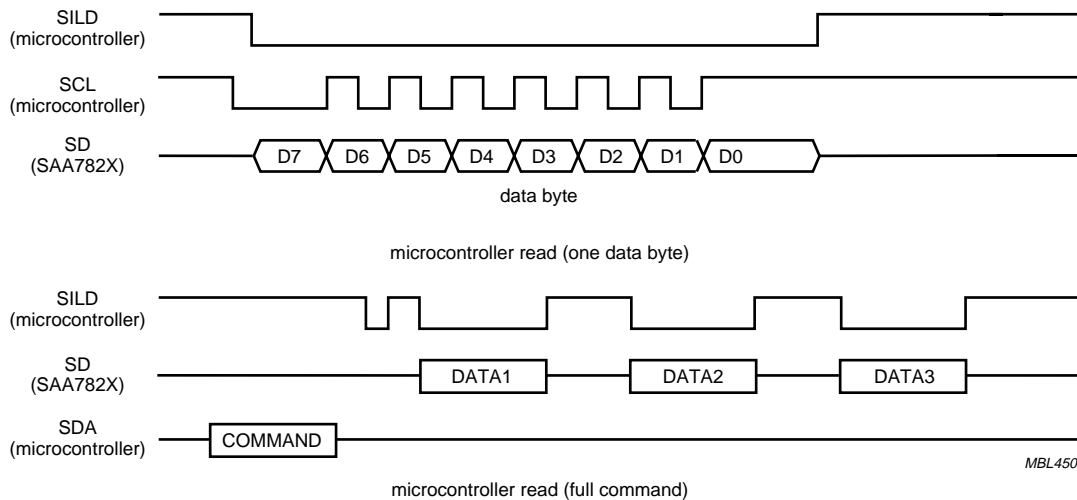 SILD
(microcontroller)
SCL
(microcontroller)
SD
(SAA782X)
D7 D6 D5 D4 D3 D2 D1 D0
data byte
microcontroller read (one data byte)
SILD
(microcontroller)
SD
(SAA782X)
DATA1 DATA2 DATA3
SDA
(microcontroller)
COMMAND
MBL450
microcontroller read (full command)